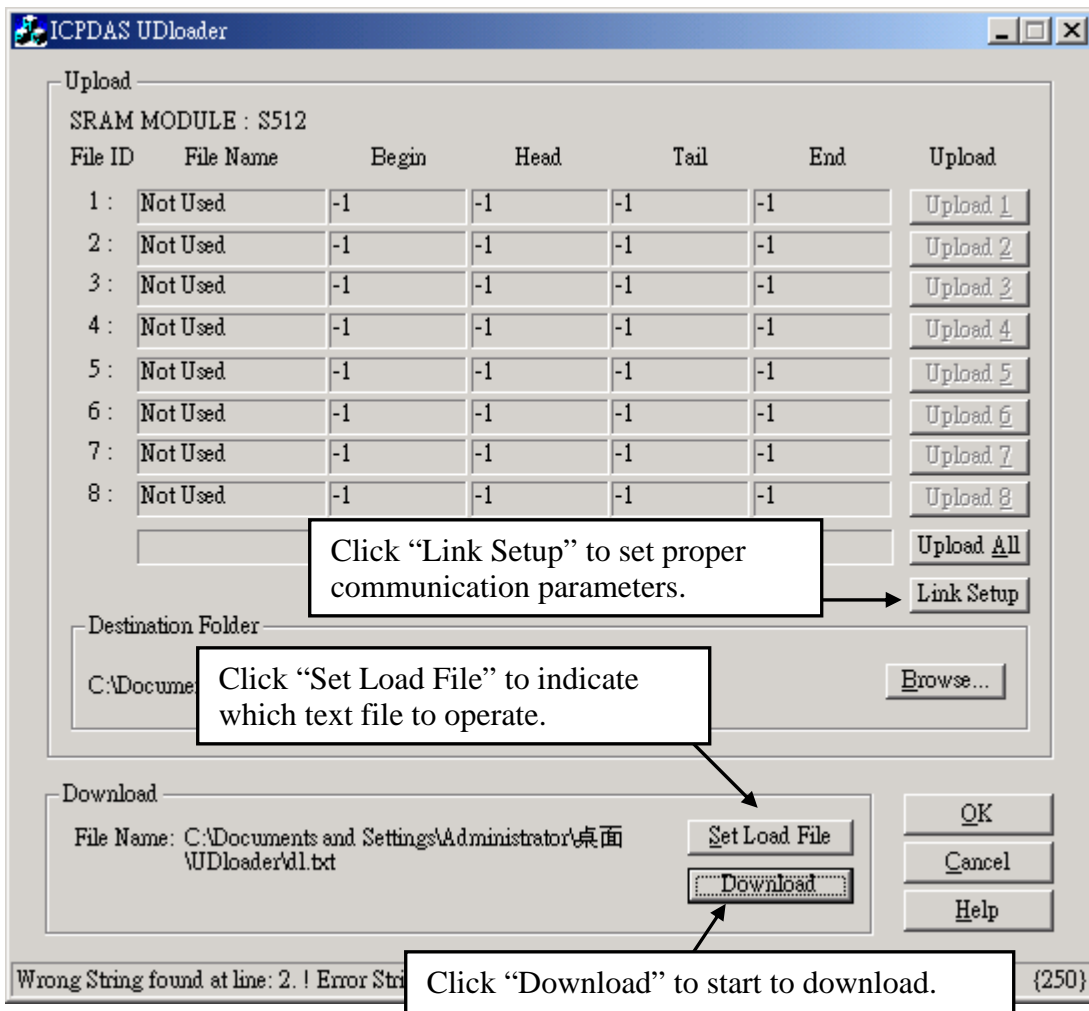 ICPDAS UDloader
Upload
SRAM MODULE : S512
File ID File Name Begin Head Tail End Upload
1 : Not Used -1 -1 -1 -1 Upload 1
2 : Not Used -1 -1 -1 -1 Upload 2
3 : Not Used -1 -1 -1 -1 Upload 3
4 : Not Used -1 -1 -1 -1 Upload 4
5 : Not Used -1 -1 -1 -1 Upload 5
6 : Not Used -1 -1 -1 -1 Upload 6
7 : Not Used -1 -1 -1 -1 Upload 7
8 : Not Used -1 -1 -1 -1 Upload 8
Upload All
Click “Link Setup” to set proper
communication parameters.
Link Setup
Destination Folder
C:\Docume
Click “Set Load File” to indicate
which text file to operate.
Browse...
Download
File Name: C:\Documents and Settings\Administrator\桌面
\UDloader\dl.txt
Set Load File
Download
OK
Cancel
Help
Wrong String found at line: 2. ! Error Stri
Click “Download” to start to download.
{250}